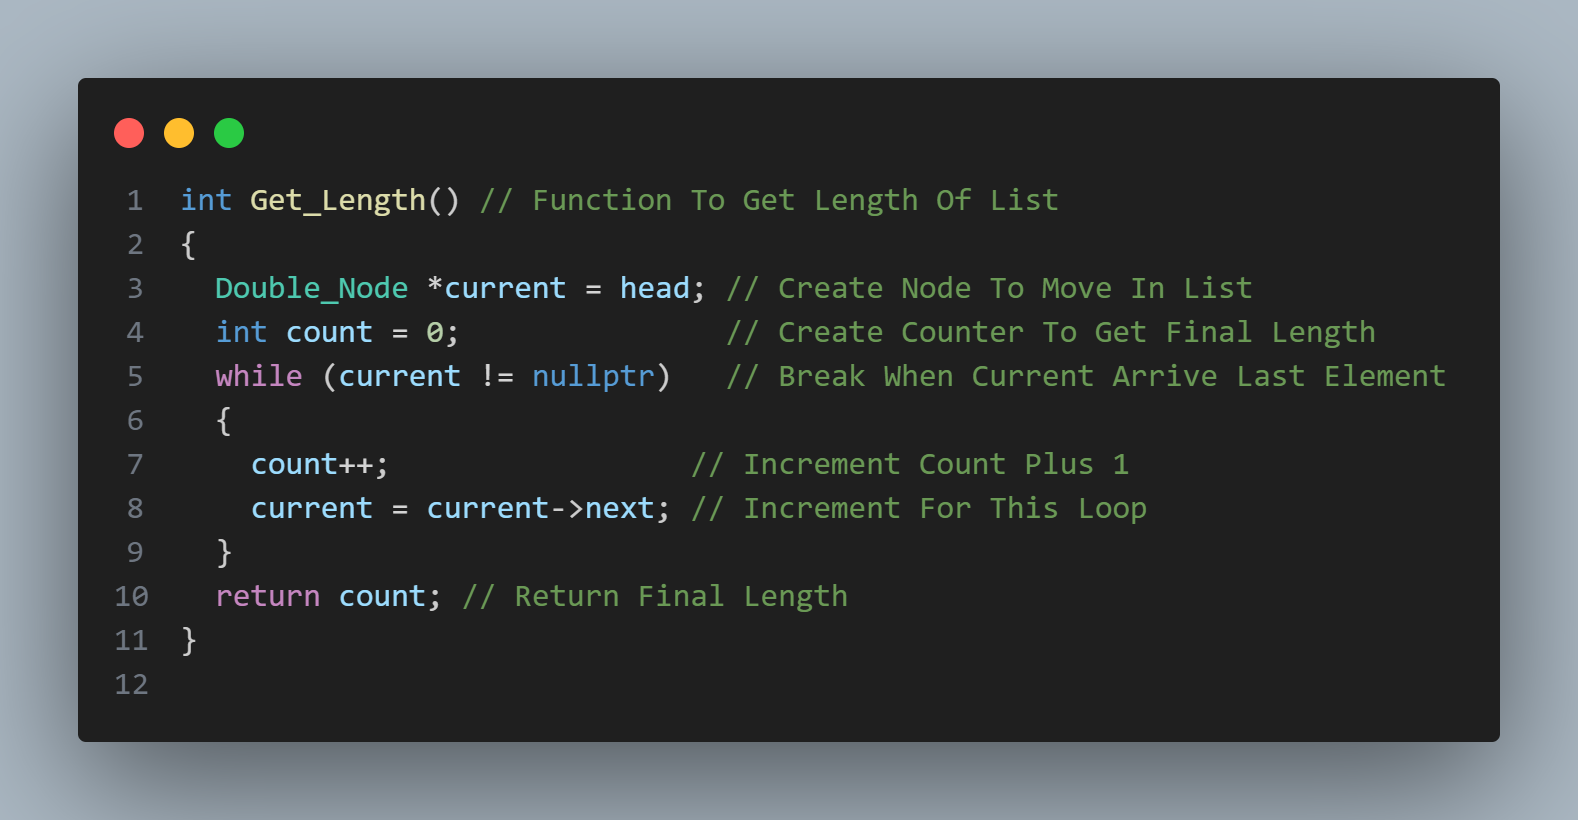 1 int Get_Length() // Function To Get Length Of List
2 {
3   Double_Node *current = head; // Create Node To Move In List
4   int count = 0;               // Create Counter To Get Final Length
5   while (current != nullptr)   // Break When Current Arrive Last Element
6   {
7     count++;                 // Increment Count Plus 1
8     current = current->next; // Increment For This Loop
9   }
10   return count; // Return Final Length
11 }
12